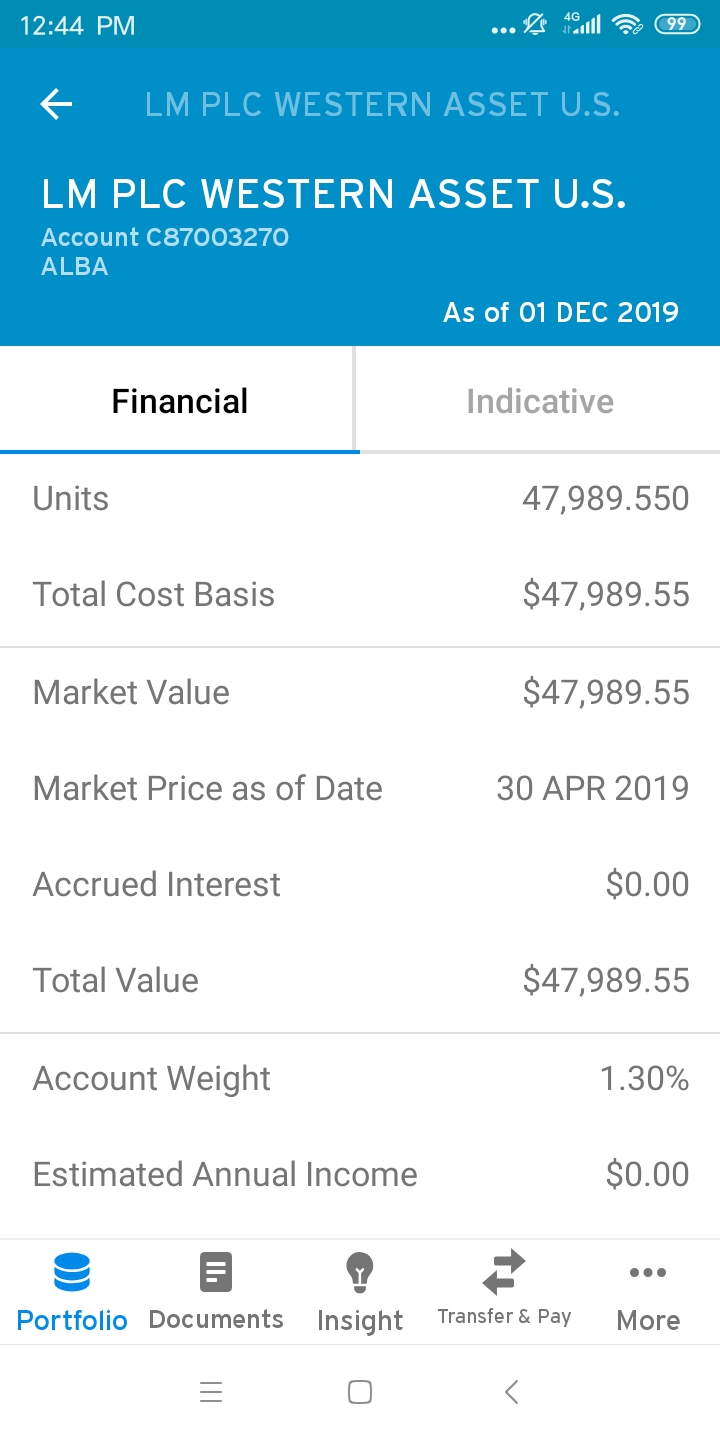 12:44 PM
4G
99
LM PLC WESTERN ASSET U.S.
LM PLC WESTERN ASSET U.S.
Account C87003270
ALBA
As of 01 DEC 2019
Financial
Indicative
Units 47,989.550
Total Cost Basis $47,989.55
Market Value $47,989.55
Market Price as of Date 30 APR 2019
Accrued Interest $0.00
Total Value $47,989.55
Account Weight 1.30%
Estimated Annual Income $0.00
Portfolio Documents Insight Transfer & Pay More